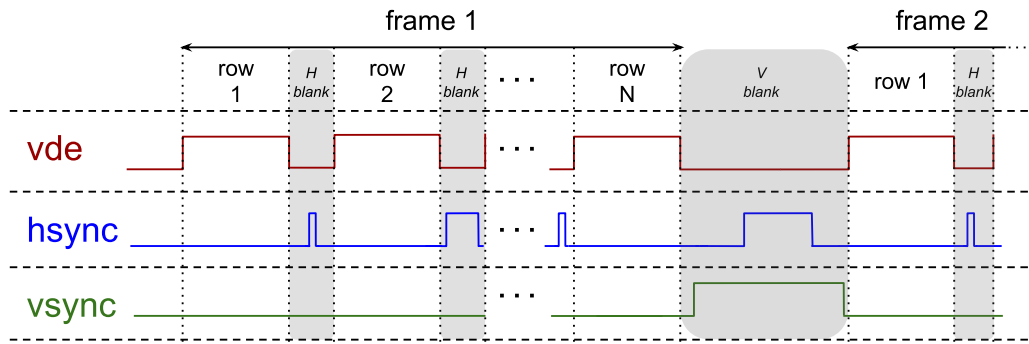 frame 1
frame 2
row
1
H
blank
row
2
H
blank
. . .
row
N
V
blank
row 1
H
blank
vde
. . .
hsync
. . .
vsync
. . .